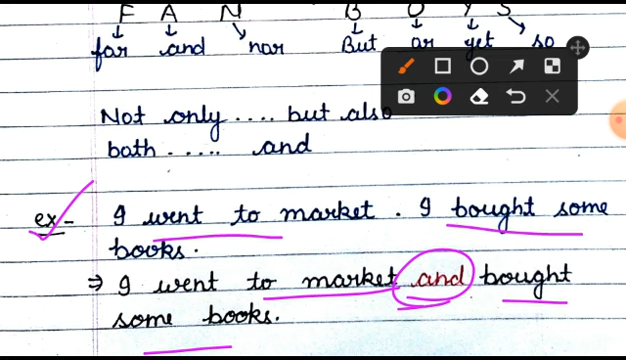 F A N B O Y S
for and nor But or yet so
Not only .... but also
both ..... and
ex- I went to market. I bought some
books.
⇒ I went to market and bought
some books.